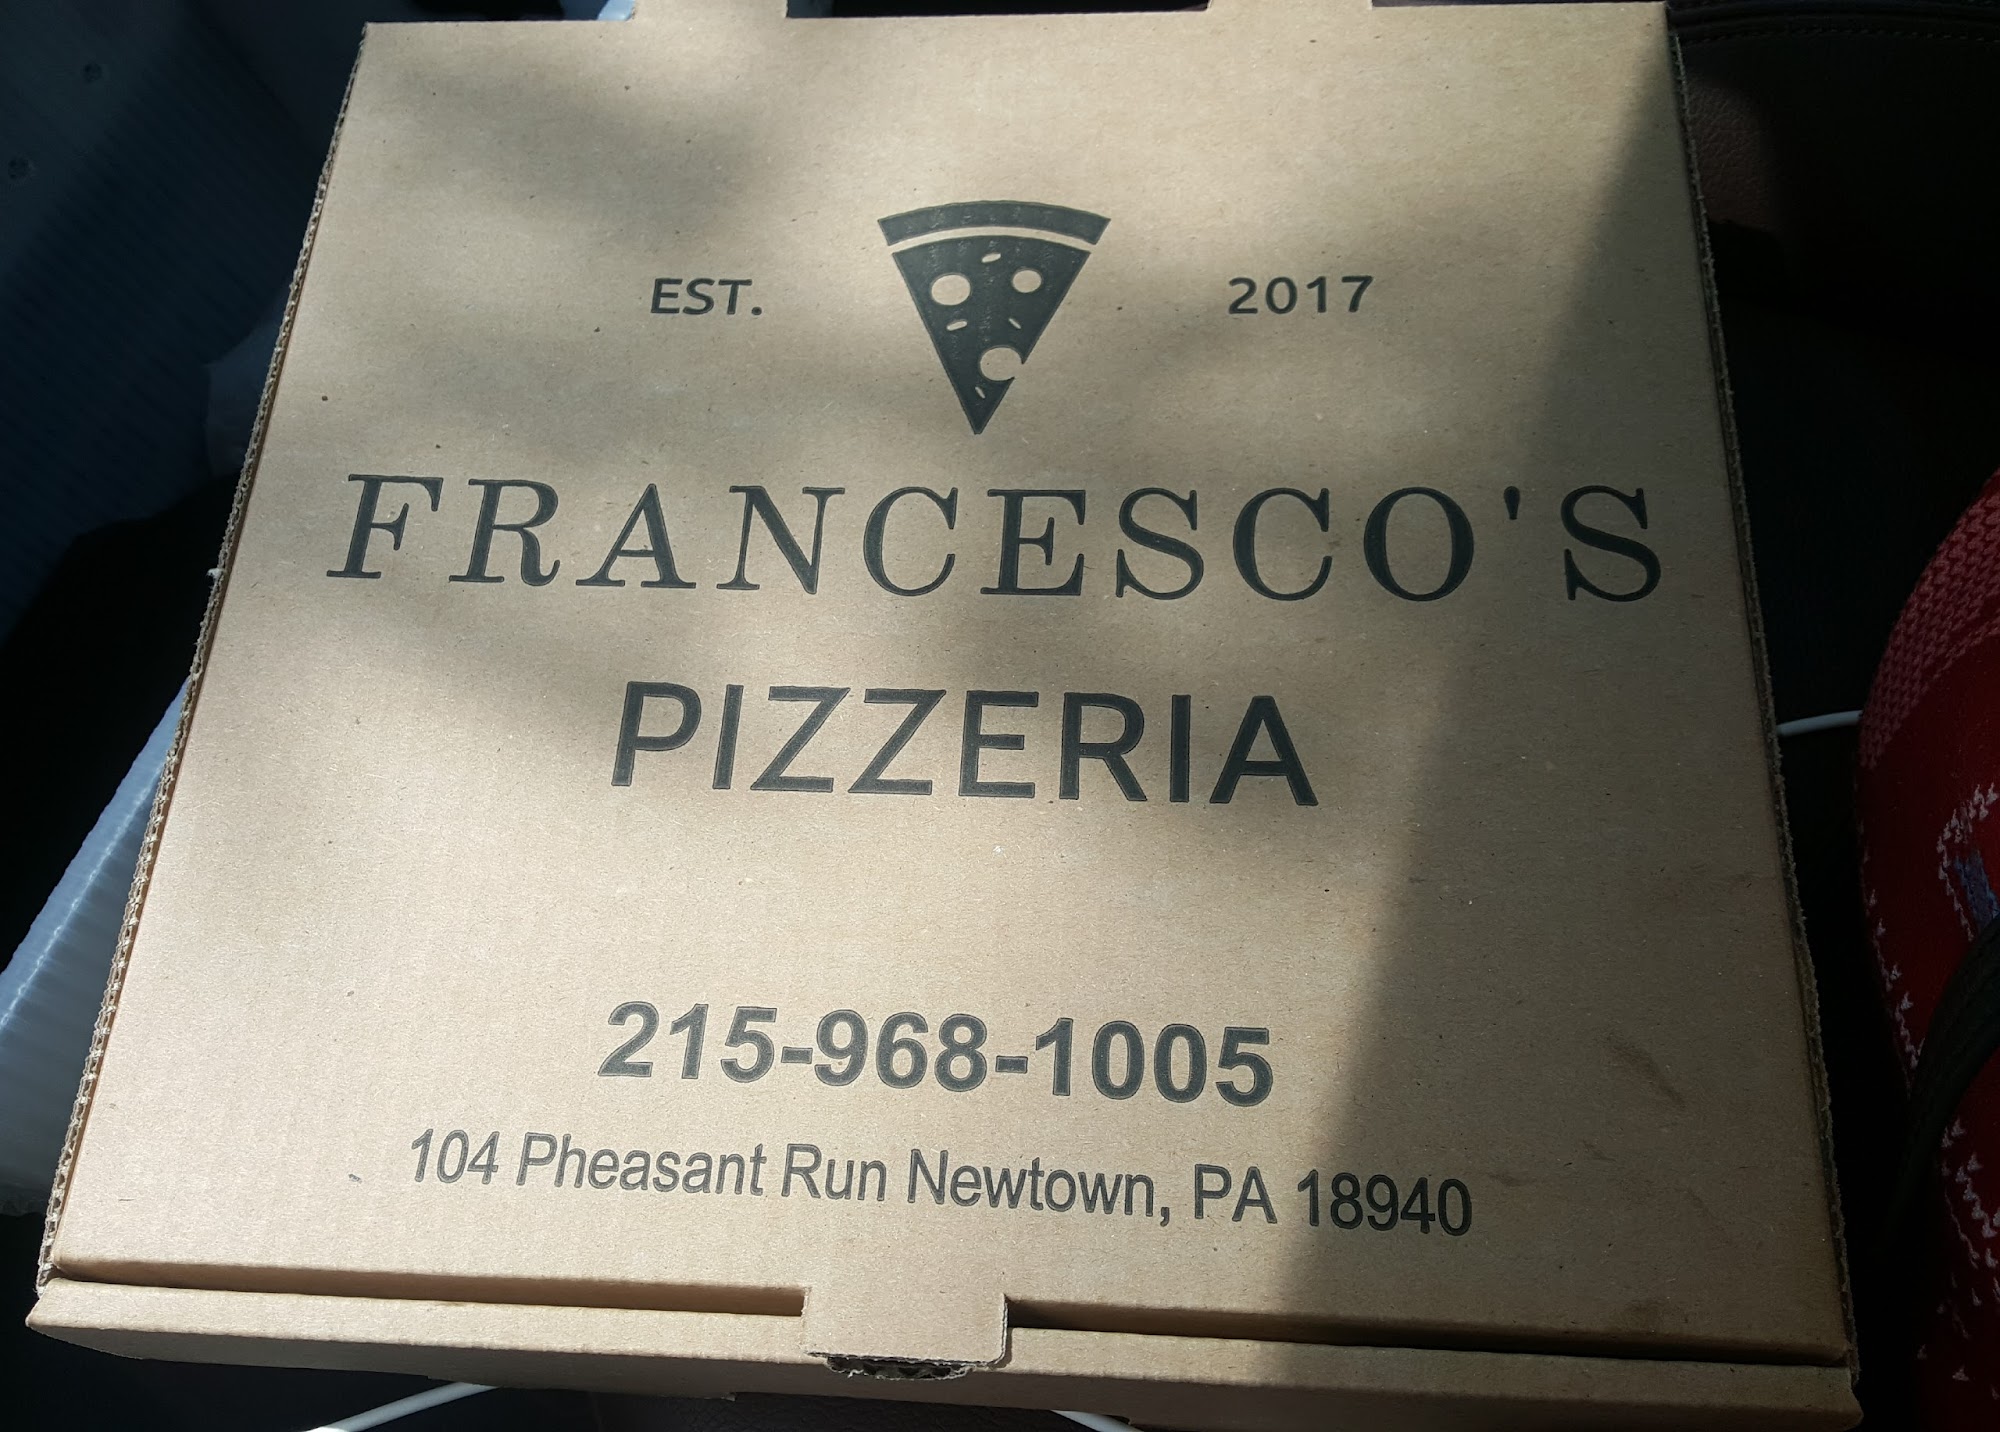 EST. 2017
FRANCESCO'S
PIZZERIA
215-968-1005
104 Pheasant Run Newtown, PA 18940